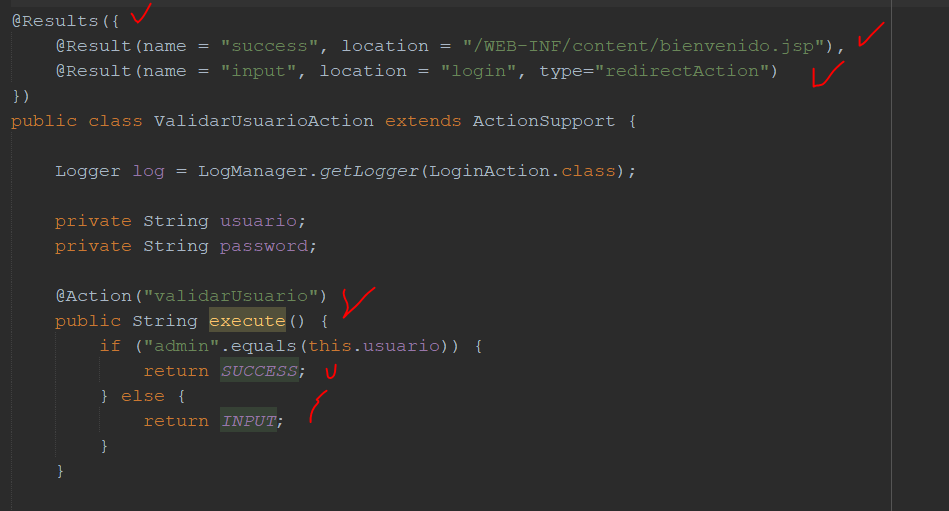 @Results({
@Result(name = "success", location = "/WEB-INF/content/bienvenido.jsp"),
@Result(name = "input", location = "login", type="redirectAction")
})
public class ValidarUsuarioAction extends ActionSupport {
Logger log = LogManager.getLogger(LoginAction.class);
private String usuario;
private String password;
@Action("validarUsuario")
public String execute() {
if ("admin".equals(this.usuario)) {
return SUCCESS;
} else {
return INPUT;
}
}